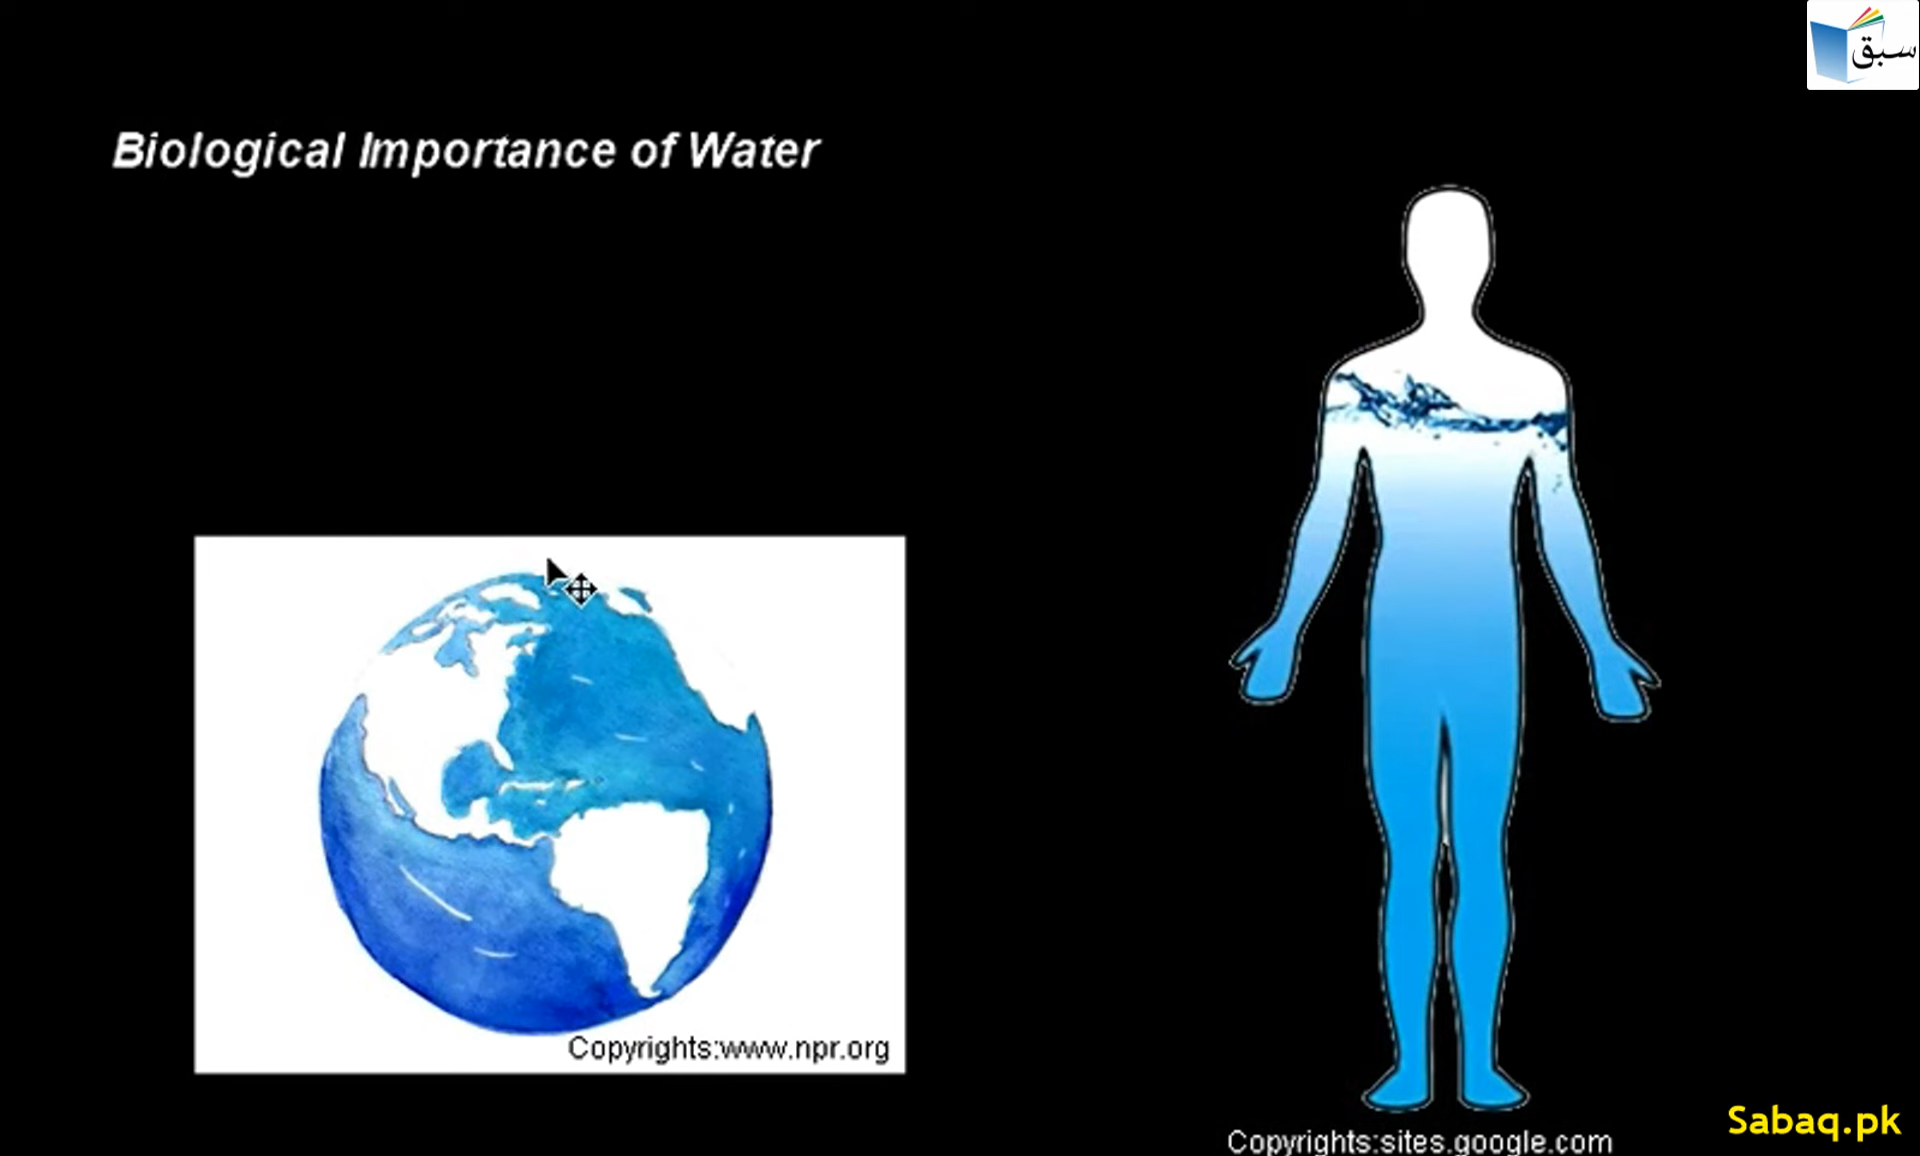 سبق
Biological Importance of Water
Copyrights:www.npr.org
Copyrights:sites.google.com
Sabaq.pk